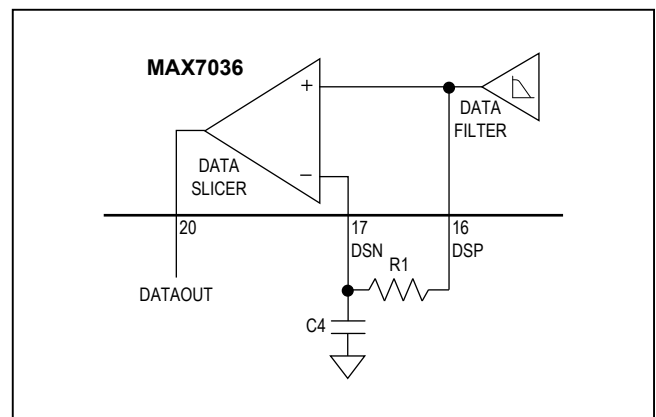 MAX7036
+
DATA
FILTER
DATA
SLICER
−
20
17
16
DSN
DSP
R1
DATAOUT
C4